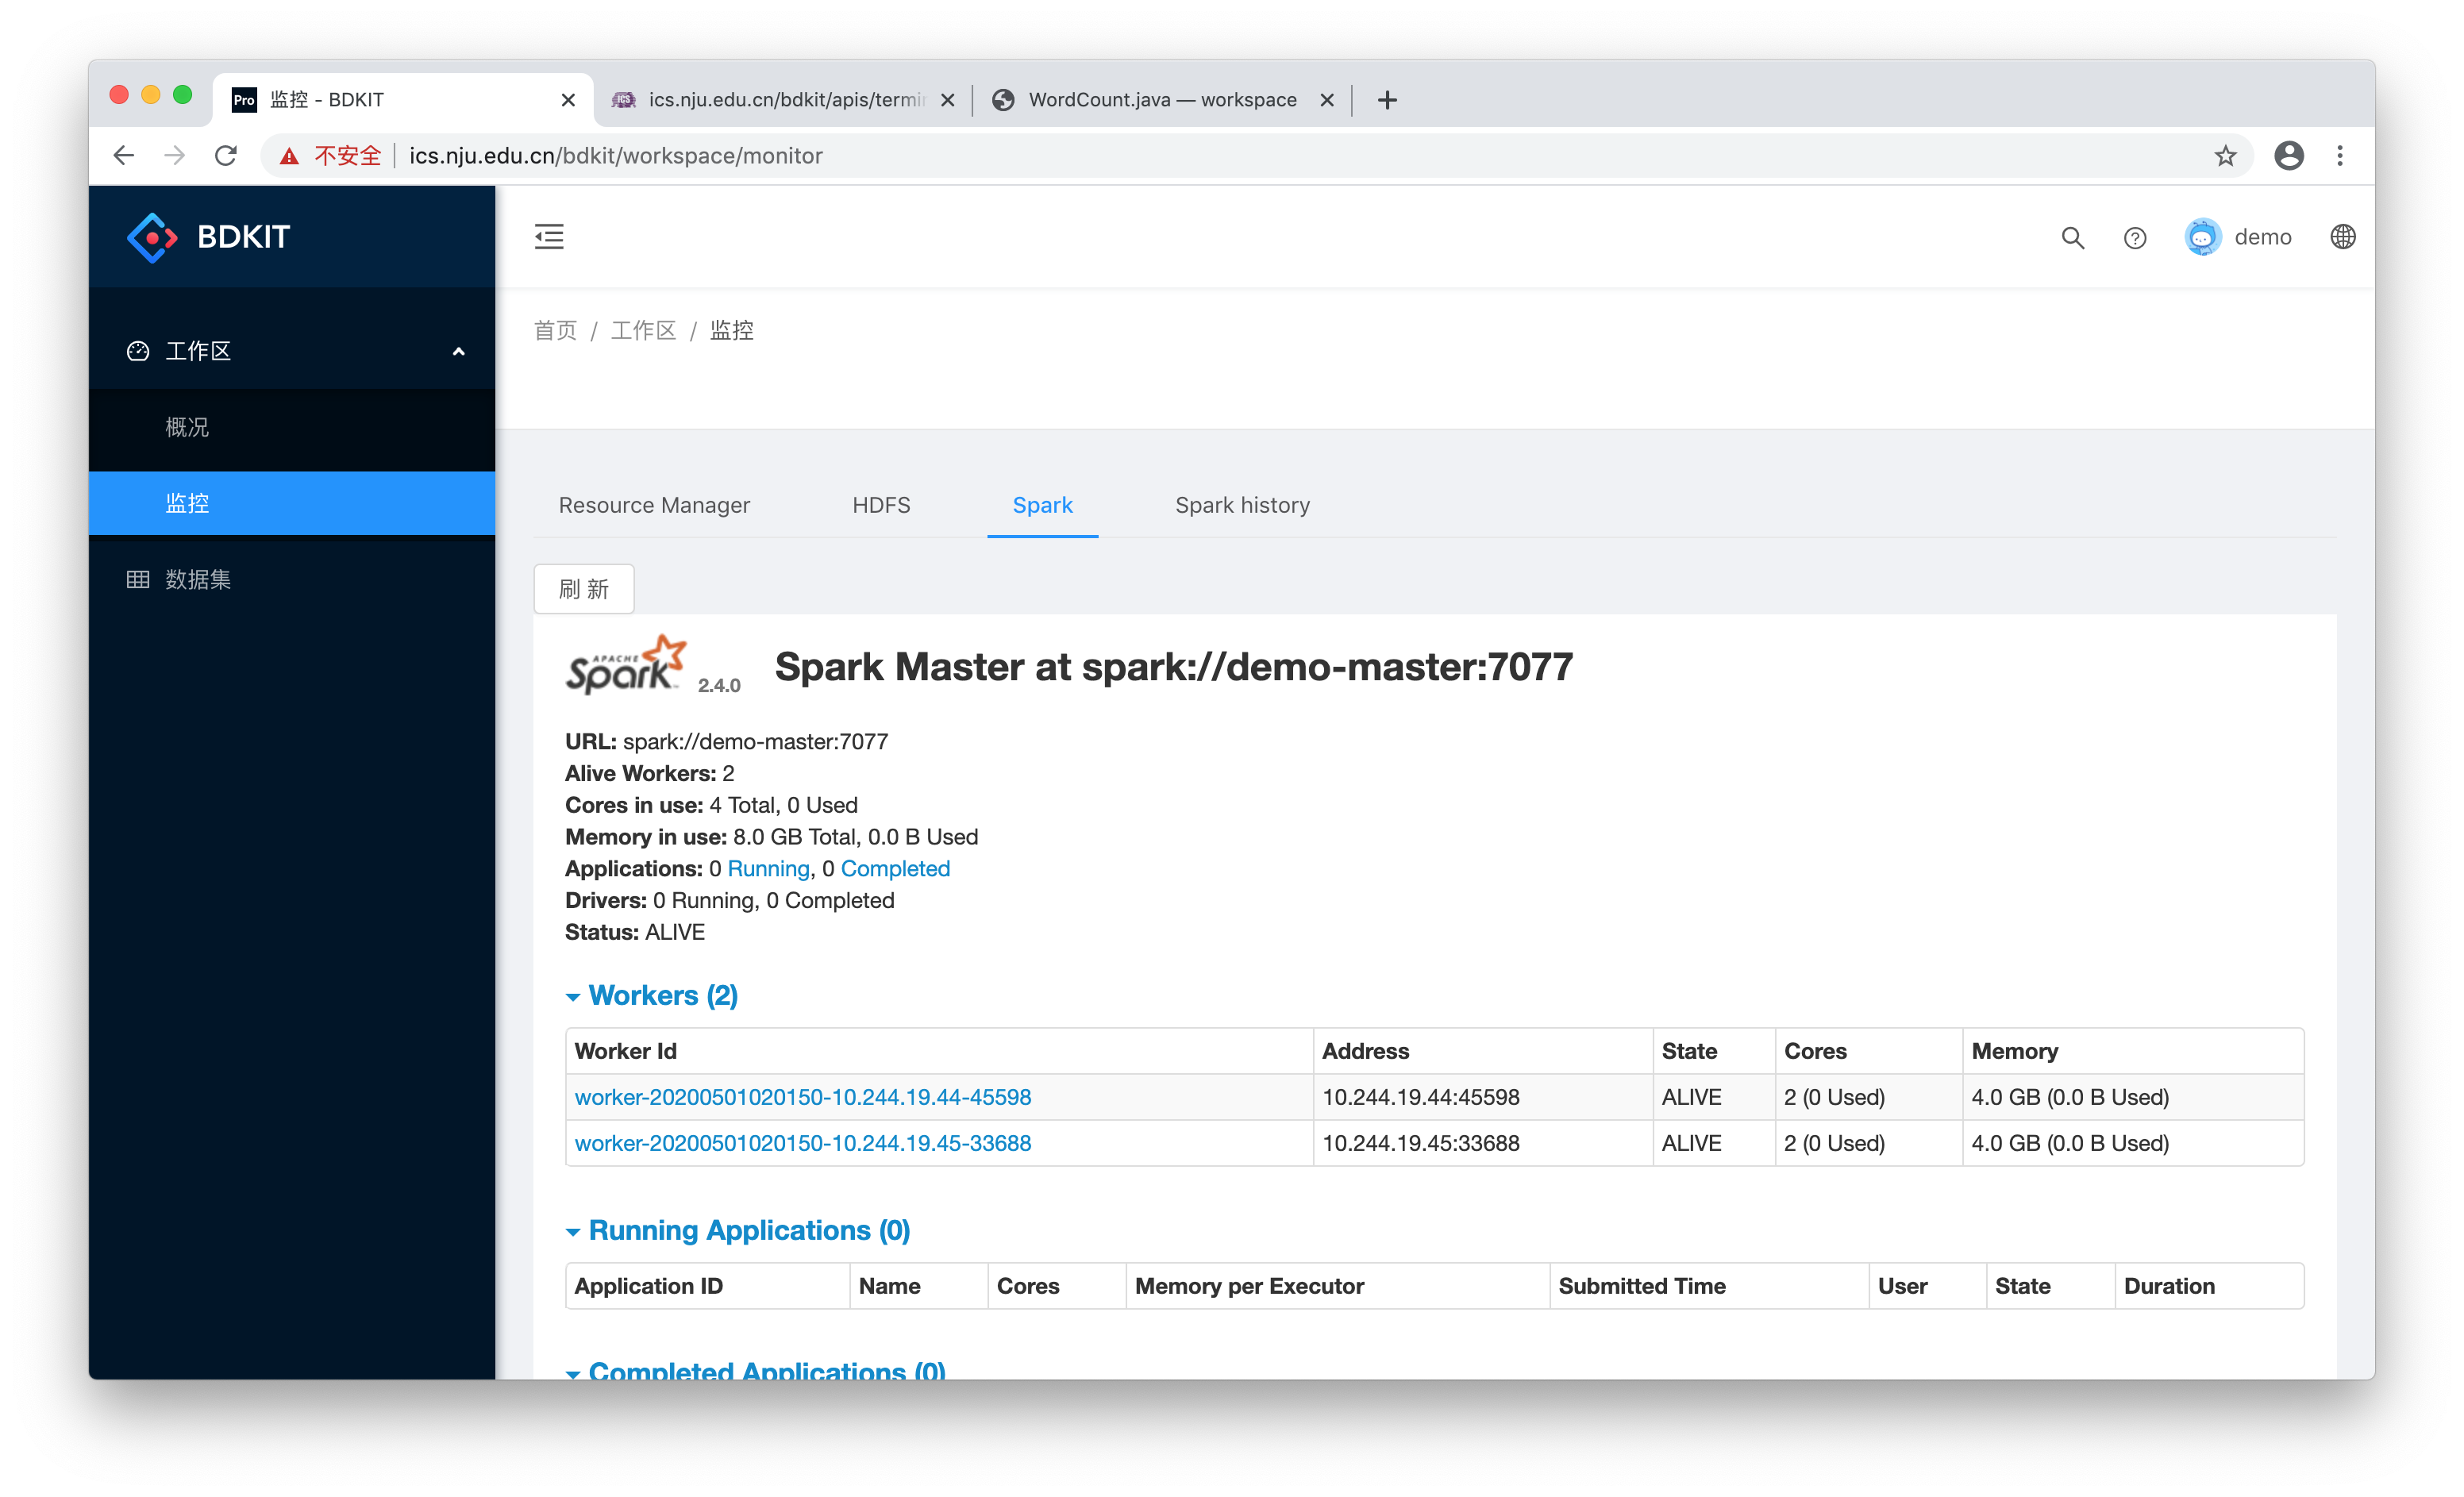 Pro 监控 - BDKIT
ICS ics.nju.edu.cn/bdkit/apis/termi
WordCount.java — workspace
不安全 ics.nju.edu.cn/bdkit/workspace/monitor
BDKIT
demo
工作区
概况
监控
数据集
首页 / 工作区 / 监控
Resource Manager HDFS Spark Spark history
刷 新
APACHE Spark 2.4.0 Spark Master at spark://demo-master:7077
URL: spark://demo-master:7077
Alive Workers: 2
Cores in use: 4 Total, 0 Used
Memory in use: 8.0 GB Total, 0.0 B Used
Applications: 0 Running, 0 Completed
Drivers: 0 Running, 0 Completed
Status: ALIVE
Workers (2)
Worker Id Address State Cores Memory
worker-20200501020150-10.244.19.44-45598 10.244.19.44:45598 ALIVE 2 (0 Used) 4.0 GB (0.0 B Used)
worker-20200501020150-10.244.19.45-33688 10.244.19.45:33688 ALIVE 2 (0 Used) 4.0 GB (0.0 B Used)
Running Applications (0)
Application ID Name Cores Memory per Executor Submitted Time User State Duration
Completed Applications (0)